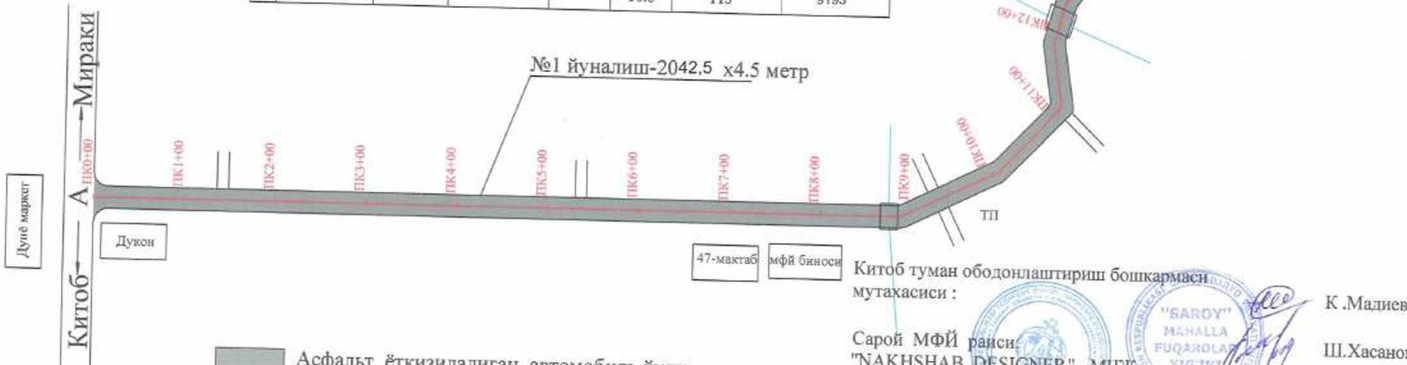 №1 йуналиш-2042,5 х4.5 метр
Мираки
А
Китоб
Дунё маркет
Дукон
ПК0+00
ПК1+00
ПК2+00
ПК3+00
ПК4+00
ПК5+00
ПК6+00
ПК7+00
ПК8+00
ПК9+00
ПК10+00
ПК11+00
ПК12+00
ТП
47-мактаб
мфй биноси
Китоб туман ободонлаштириш бошкармаси
мутахасиси :
К .Мадиев
Сарой МФЙ раиси:
Ш.Хасанов
"NAKHSHAB DESIGNER"
"SAROY"
MAHALLA
FUQAROLAR
Асфальт ёткизиладиган автомобил